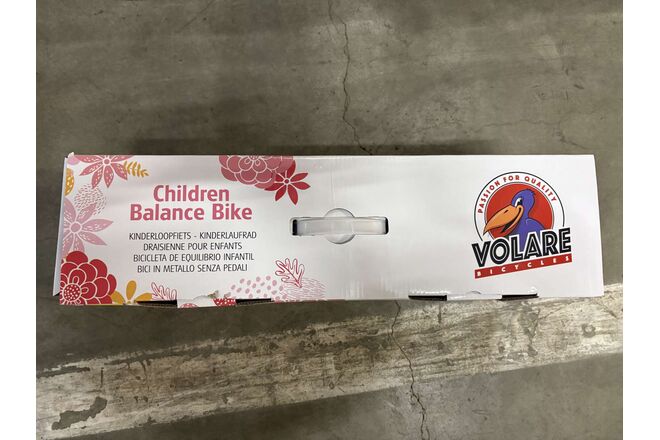 Children
Balance Bike
KINDERLOOPFIETS - KINDERLAUFRAD
DRAISIENNE POUR ENFANTS
BICICLETA DE EQUILIBRIO INFANTIL
BICI IN METALLO SENZA PEDALI
PASSION FOR QUALITY
VOLARE
BICYCLES